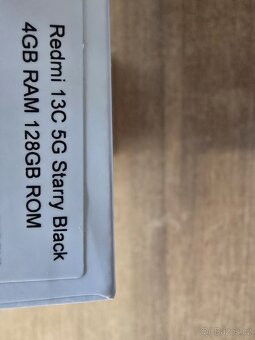 Redmi 13C 5G Starry Black
4GB RAM 128GB ROM